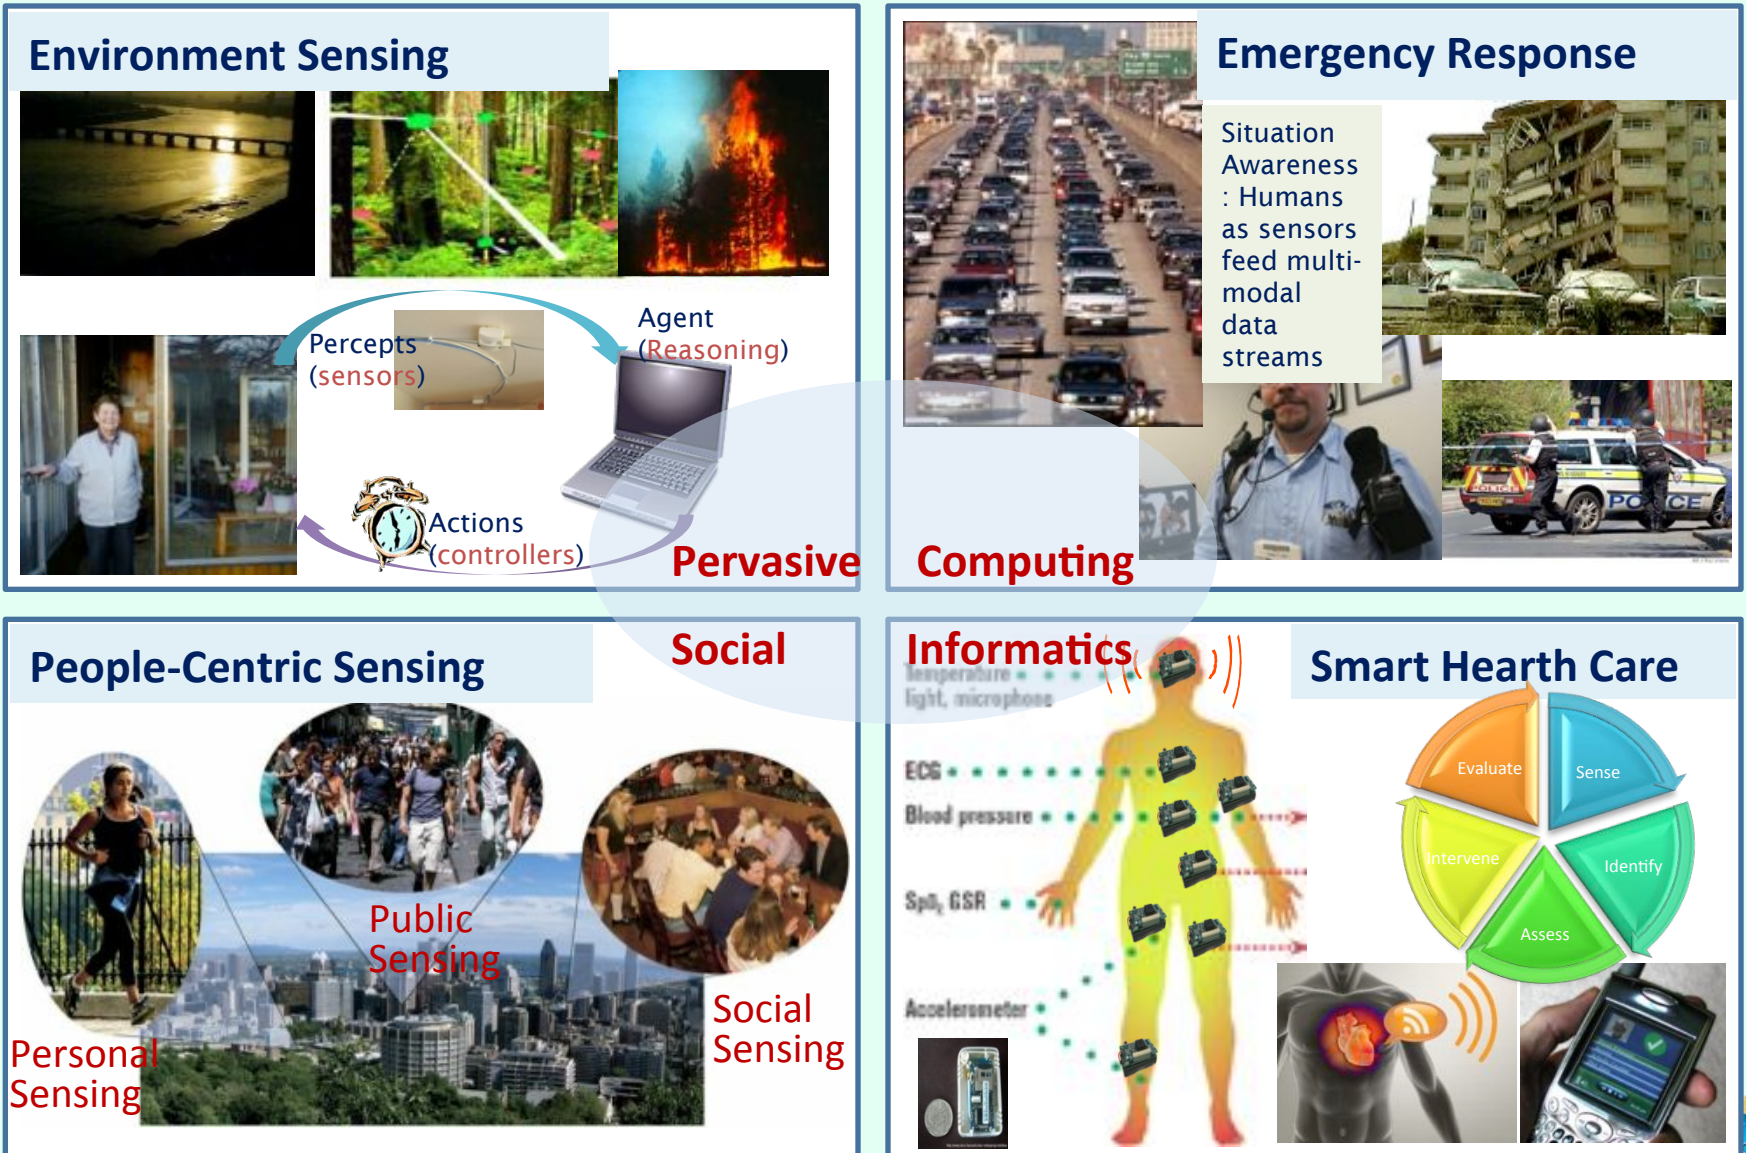 Environment Sensing
Percepts
(sensors)
Agent
(Reasoning)
Actions
(controllers)
Emergency Response
Situation
Awareness
: Humans
as sensors
feed multi-
modal
data
streams
POLICE
POLICE
Pervasive
Computing
Social
Informatics
People-Centric Sensing
Public
Sensing
Social
Sensing
Personal
Sensing
Smart Hearth Care
Temperature
light, microphone
ECG
Blood pressure
SpO₂ GSR
Accelerometer
Evaluate
Sense
Intervene
Identify
Assess